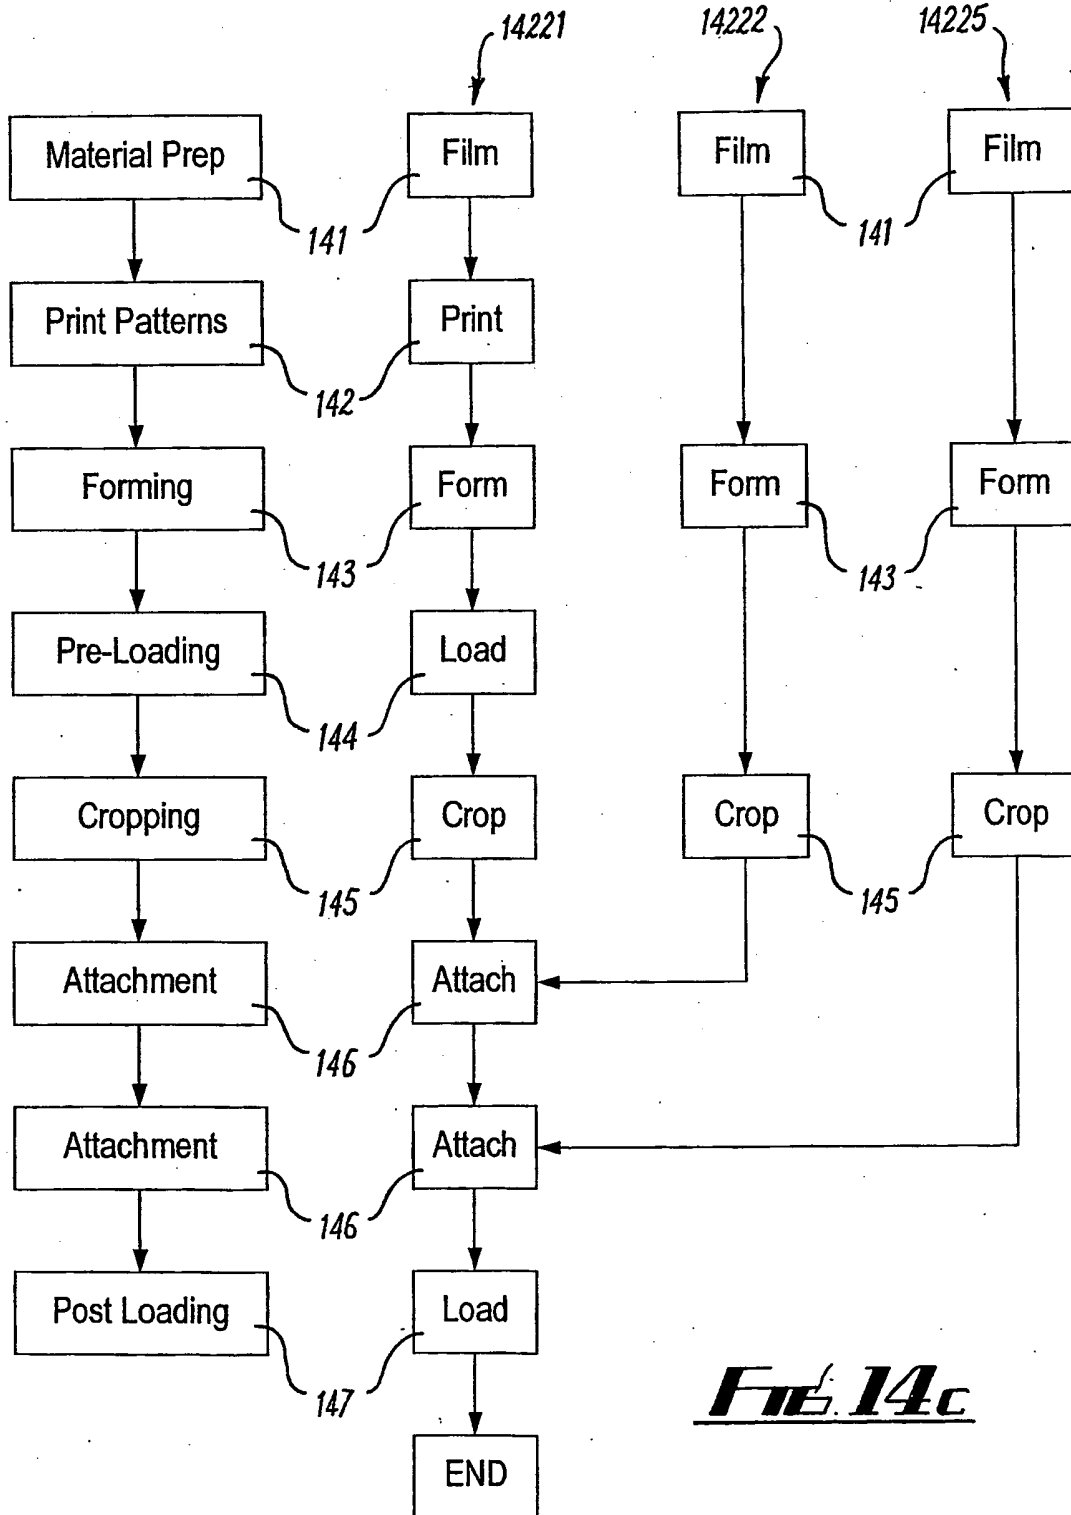 14221 14222 14225
Material Prep Film Film Film
141 141
Print Patterns Print
142
Forming Form Form Form
143 143
Pre-Loading Load
144
Cropping Crop Crop Crop
145 145
Attachment Attach
146
Attachment Attach
146
Post Loading Load
147
FIG. 14c
END